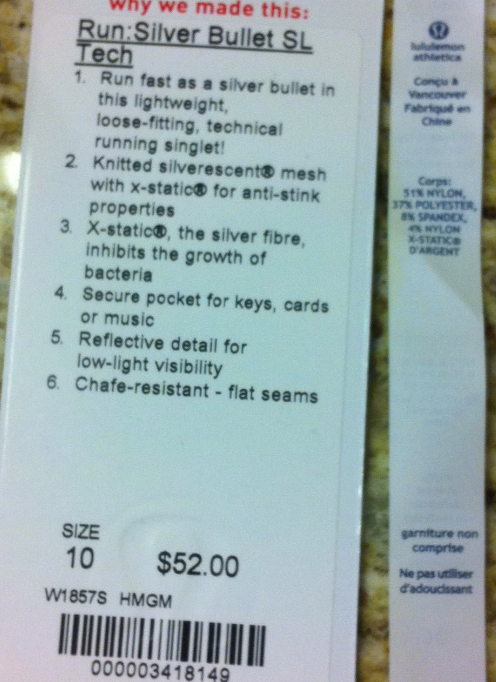 why we made this:
Run:Silver Bullet SL
Tech
1. Run fast as a silver bullet in
this lightweight,
loose-fitting, technical
running singlet!
2. Knitted silverescent® mesh
with x-static® for anti-stink
properties
3. X-static®, the silver fibre,
inhibits the growth of
bacteria
4. Secure pocket for keys, cards
or music
5. Reflective detail for
low-light visibility
6. Chafe-resistant - flat seams
SIZE
10 $52.00
W1857S HMGM
000003418149
lululemon
athletica
Conçu à
Vancouver
Fabriqué en
Chine
Corps:
51% NYLON,
37% POLYESTER,
8% SPANDEX,
4% NYLON
X-STATIC®
D'ARGENT
garniture non
comprise
Ne pas utiliser
d'adoucissant